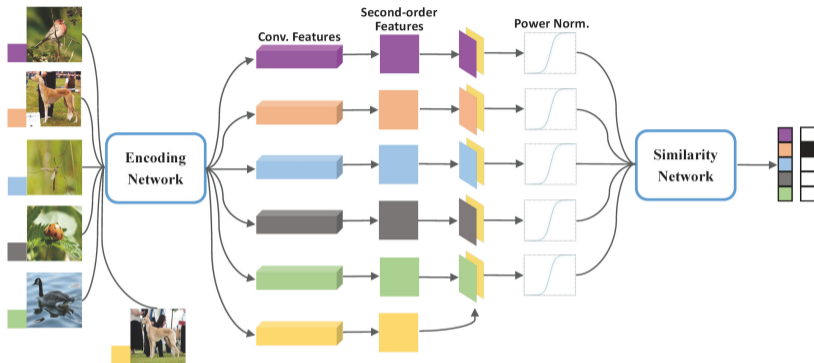 Second-order
Features
Power Norm.
Conv. Features
Encoding
Network
Similarity
Network